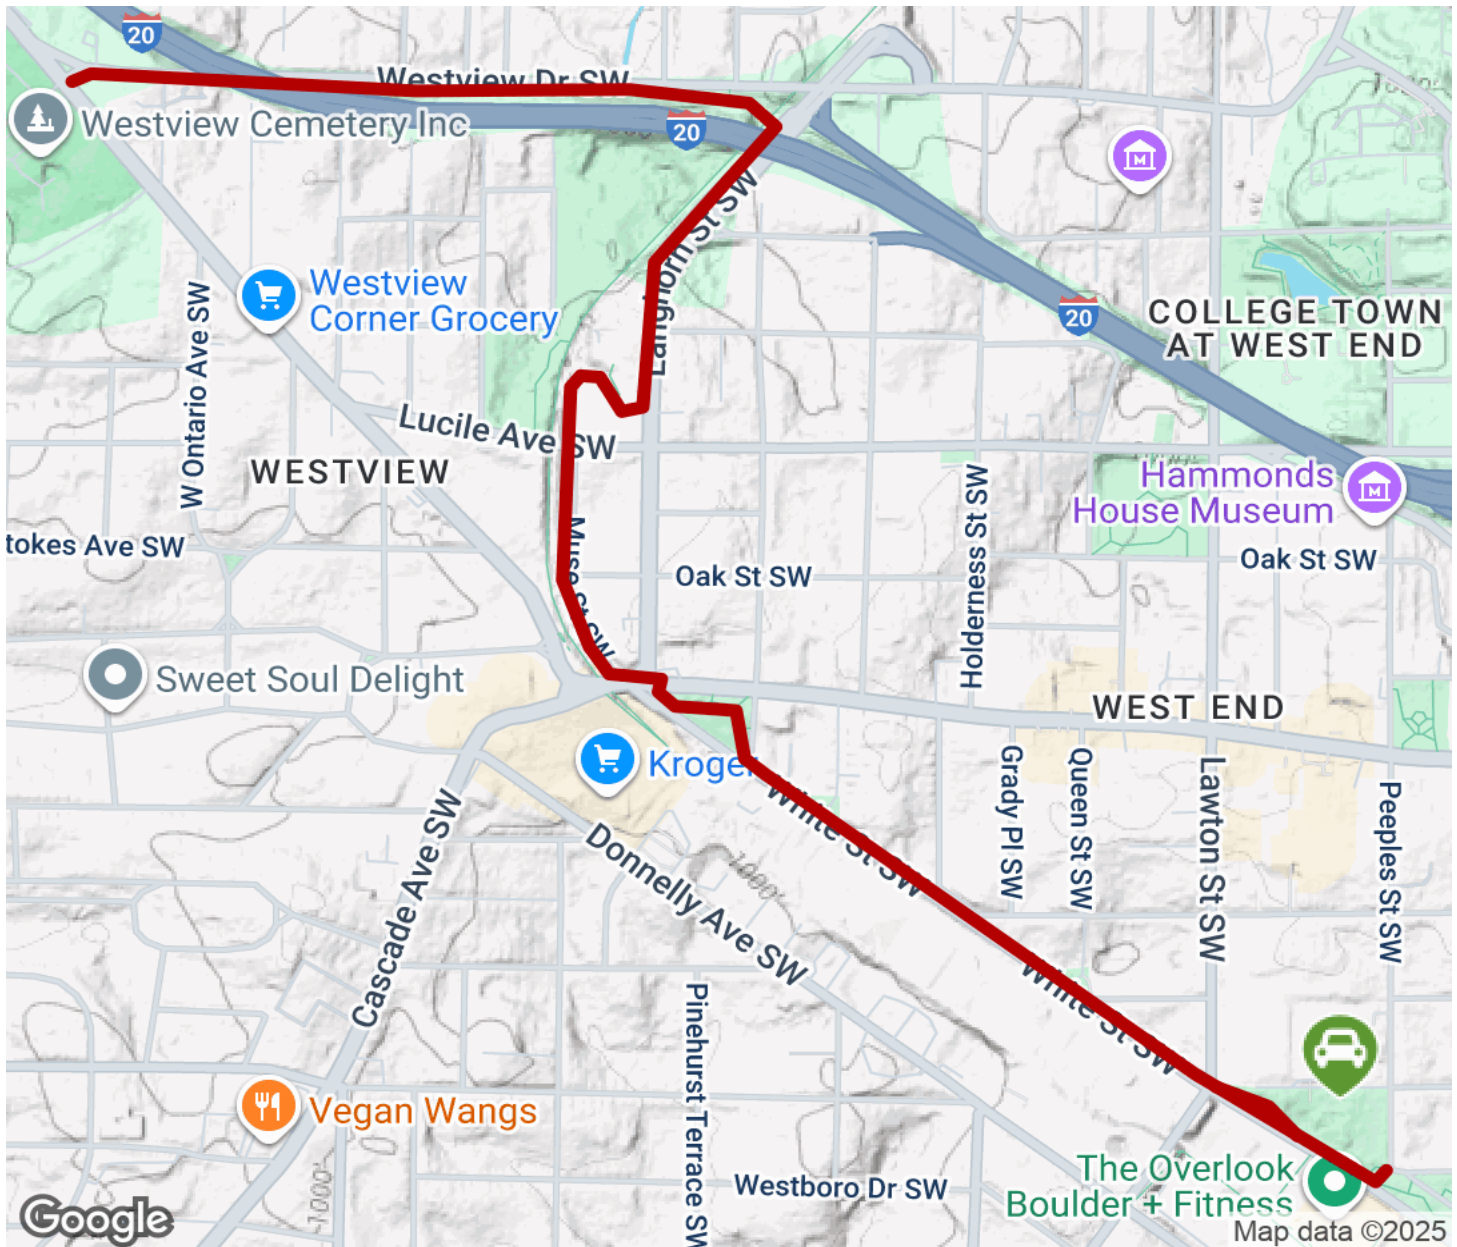 20
Westview Dr SW
Westview Cemetery Inc
20
1000'
Langhorn St SW
Westview
Corner Grocery
20
COLLEGE TOWN
AT WEST END
W Ontario Ave SW
Lucile Ave SW
WESTVIEW
Hammonds
House Museum
tokes Ave SW
Muse St SW
Oak St SW
Holderness St SW
Oak St SW
Sweet Soul Delight
WEST END
Kroger
White St SW
Grady Pl SW
Queen St SW
Lawton St SW
Peeples St SW
Cascade Ave SW
Donnelly Ave SW
1000'
White St SW
Pinehurst Terrace SW
Vegan Wangs
1000'
Westboro Dr SW
The Overlook
Boulder + Fitness
Google
Map data ©2025